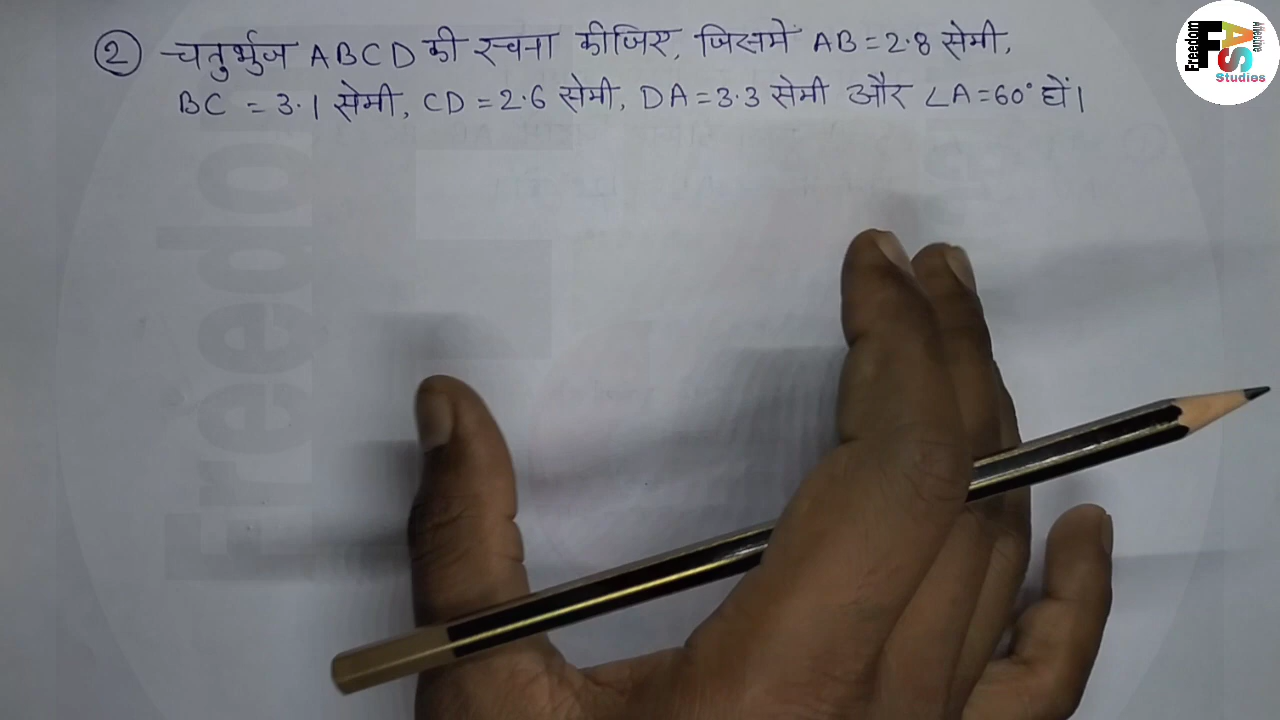 ② चतुर्भुज ABCD की रचना कीजिए, जिसमें AB = 2.8 सेमी,
BC = 3.1 सेमी, CD = 2.6 सेमी, DA = 3.3 सेमी और ∠A = 60° हों।
Freedom
FAS
Studies
Freedom